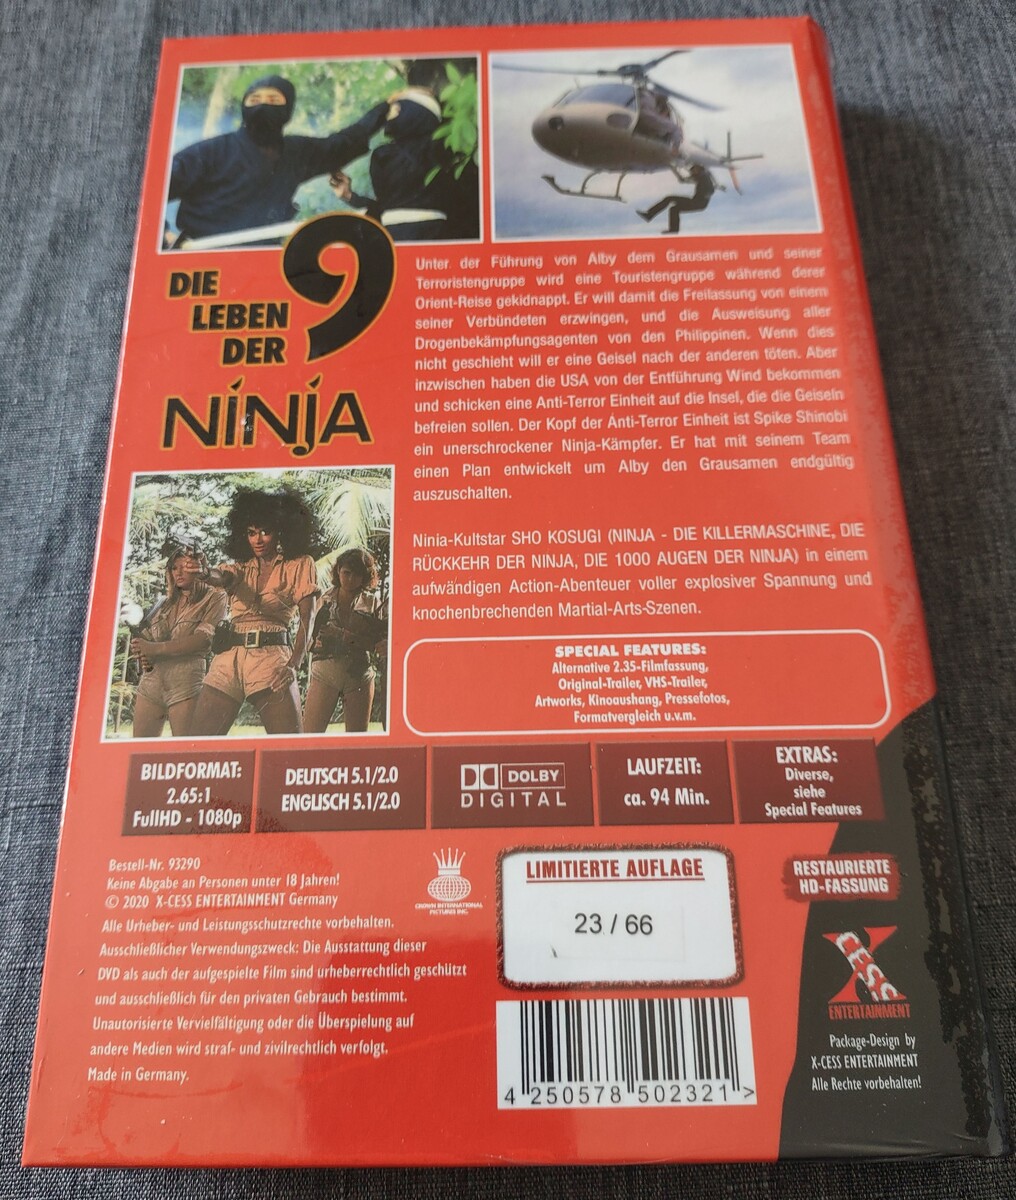 DIE 9
LEBEN
DER
NINJA
Unter der Führung von Alby dem Grausamen und seiner
Terroristengruppe wird eine Touristengruppe während derer
Orient-Reise gekidnappt. Er will damit die Freilassung von einem
seiner Verbündeten erzwingen, und die Ausweisung aller
Drogenbekämpfungsagenten von den Philippinen. Wenn dies
nicht geschieht will er eine Geisel nach der anderen töten. Aber
inzwischen haben die USA von der Entführung Wind bekommen
und schicken eine Anti-Terror Einheit auf die Insel, die die Geiseln
befreien sollen. Der Kopf der Anti-Terror Einheit ist Spike Shinobi
ein unerschrockener Ninja-Kämpfer. Er hat mit seinem Team
einen Plan entwickelt um Alby den Grausamen endgültig
auszuschalten.
Ninia-Kultstar SHO KOSUGI (NINJA - DIE KILLERMASCHINE, DIE
RÜCKKEHR DER NINJA, DIE 1000 AUGEN DER NINJA) in einem
aufwändigen Action-Abenteuer voller explosiver Spannung und
knochenbrechenden Martial-Arts-Szenen.
SPECIAL FEATURES:
Alternative 2.35-Filmfassung,
Original-Trailer, VHS-Trailer,
Artworks, Kinoaushang, Pressefotos,
Formatvergleich u.v.m.
BILDFORMAT:
2.65:1
FullHD - 1080p
DEUTSCH 5.1/2.0
ENGLISCH 5.1/2.0
DOLBY
DIGITAL
LAUFZEIT:
ca. 94 Min.
EXTRAS:
Diverse,
siehe
Special Features
Bestell-Nr. 93290
Keine Abgabe an Personen unter 18 Jahren!
© 2020 X-CESS ENTERTAINMENT Germany
Alle Urheber- und Leistungsschutzrechte vorbehalten.
Ausschließlicher Verwendungszweck: Die Ausstattung dieser
DVD als auch der aufgespielte Film sind urheberrechtlich geschützt
und ausschließlich für den privaten Gebrauch bestimmt.
Unautorisierte Vervielfältigung oder die Überspielung auf
andere Medien wird straf- und zivilrechtlich verfolgt.
Made in Germany.
CROWN INTERNATIONAL
PICTURES INC.
LIMITIERTE AUFLAGE
23 / 66
4 250578 502321 >
RESTAURIERTE
HD-FASSUNG
X CESS
ENTERTAINMENT
Package-Design by
X-CESS ENTERTAINMENT
Alle Rechte vorbehalten!